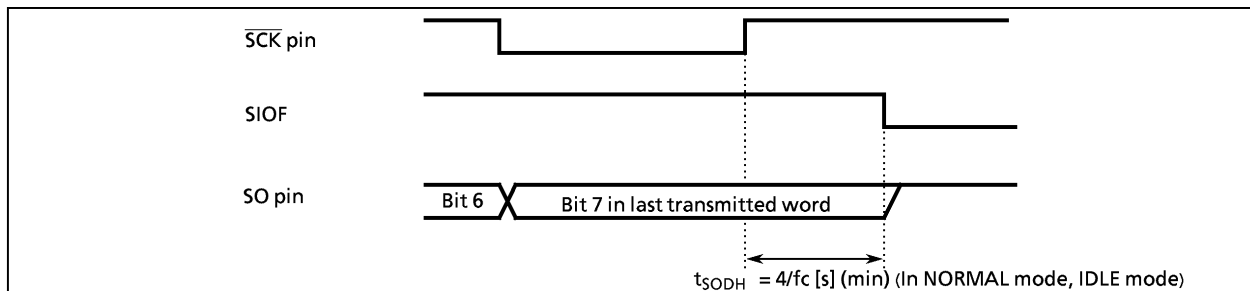 SCK pin
SIOF
SO pin
Bit 6
Bit 7 in last transmitted word
tSODH = 4/fc [s] (min) (In NORMAL mode, IDLE mode)